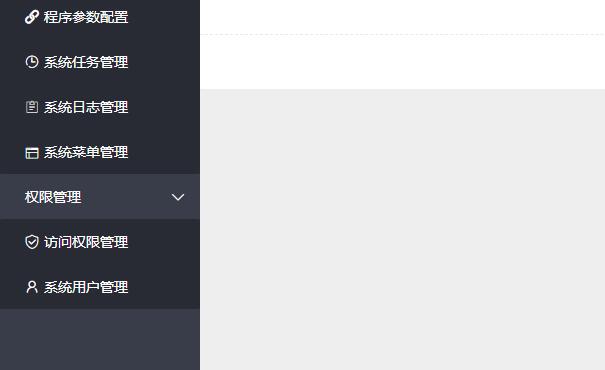 程序参数配置
系统任务管理
系统日志管理
系统菜单管理
权限管理
访问权限管理
系统用户管理